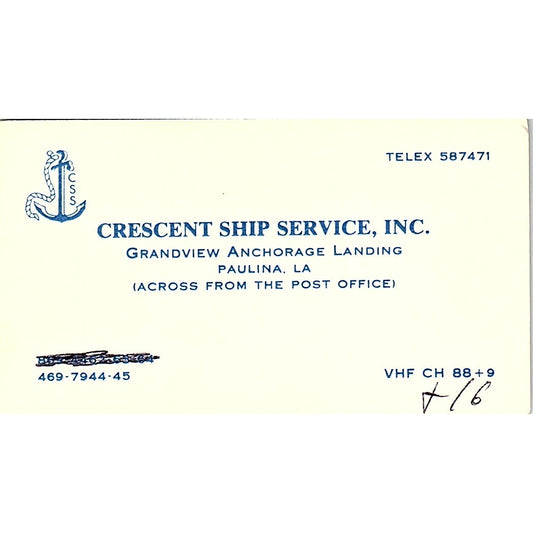 TELEX 587471
CSS
CRESCENT SHIP SERVICE, INC.
GRANDVIEW ANCHORAGE LANDING
PAULINA, LA
(ACROSS FROM THE POST OFFICE)
469-7944-45
VHF CH 88+9
+16